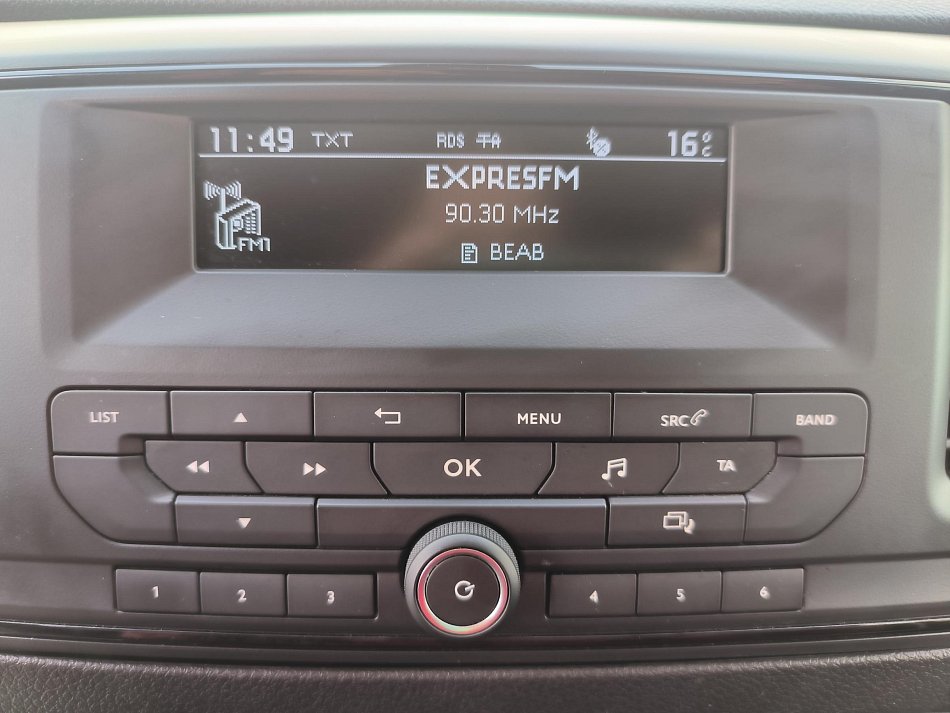 11:49 TXT RDS TA 16°C
EXPRESFM
90.30 MHz
FM1
BEAB
LIST MENU SRC BAND
OK TA
1 2 3 4 5 6